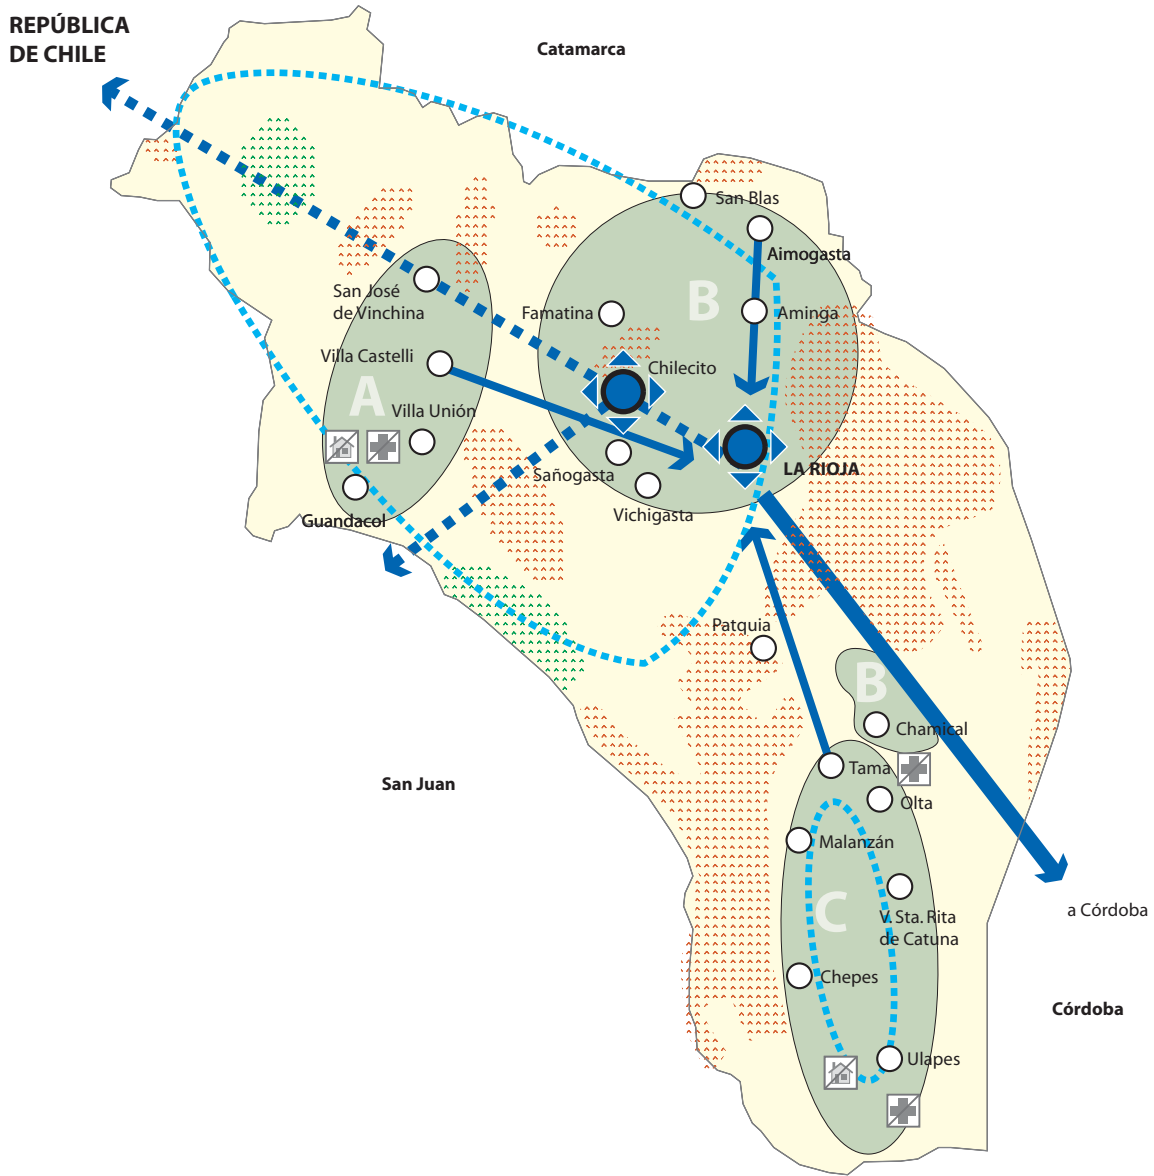 REPÚBLICA
DE CHILE
Catamarca
San Blas
Aimogasta
San José
de Vinchina
Famatina
B
Aminga
Villa Castelli
Chilecito
A
Villa Unión
LA RIOJA
Sañogasta
Vichigasta
Guandacol
Patquia
B
Chamical
San Juan
Tama
Olta
Malanzán
C
V. Sta. Rita
de Catuna
a Córdoba
Chepes
Córdoba
Ulapes